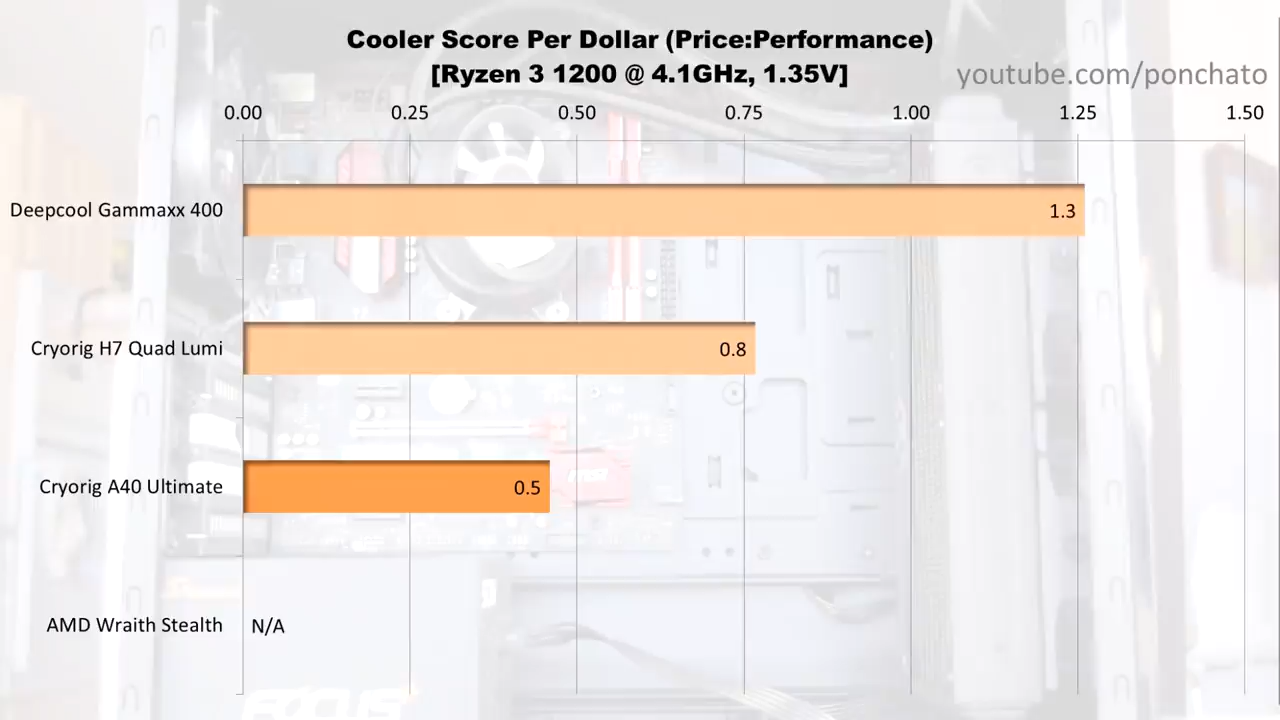 Cooler Score Per Dollar (Price:Performance)
[Ryzen 3 1200 @ 4.1GHz, 1.35V]
youtube.com/ponchato
0.00 0.25 0.50 0.75 1.00 1.25 1.50
Deepcool Gammaxx 400 1.3
Cryorig H7 Quad Lumi 0.8
Cryorig A40 Ultimate 0.5
msi
AMD Wraith Stealth N/A
FOCUS